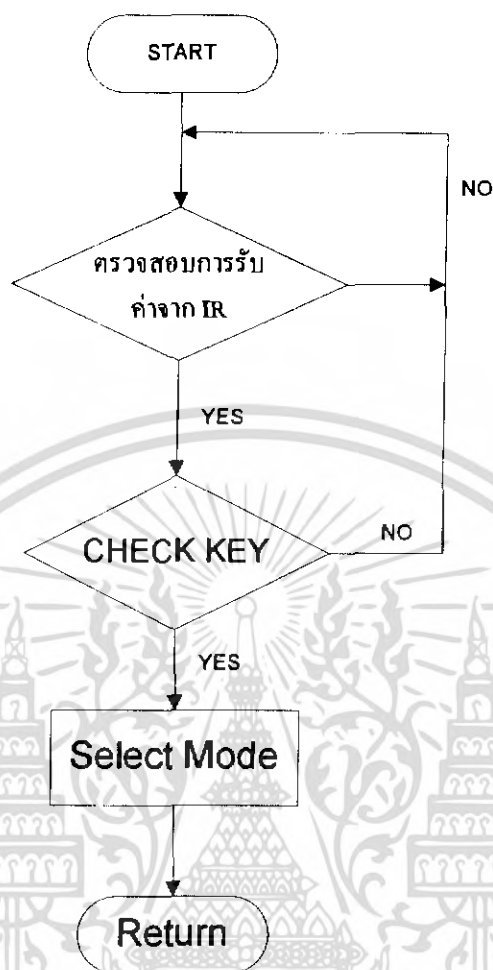 START
NO
ตรวจสอบการรับ
ค่าจาก IR
YES
CHECK KEY
NO
YES
Select Mode
Return